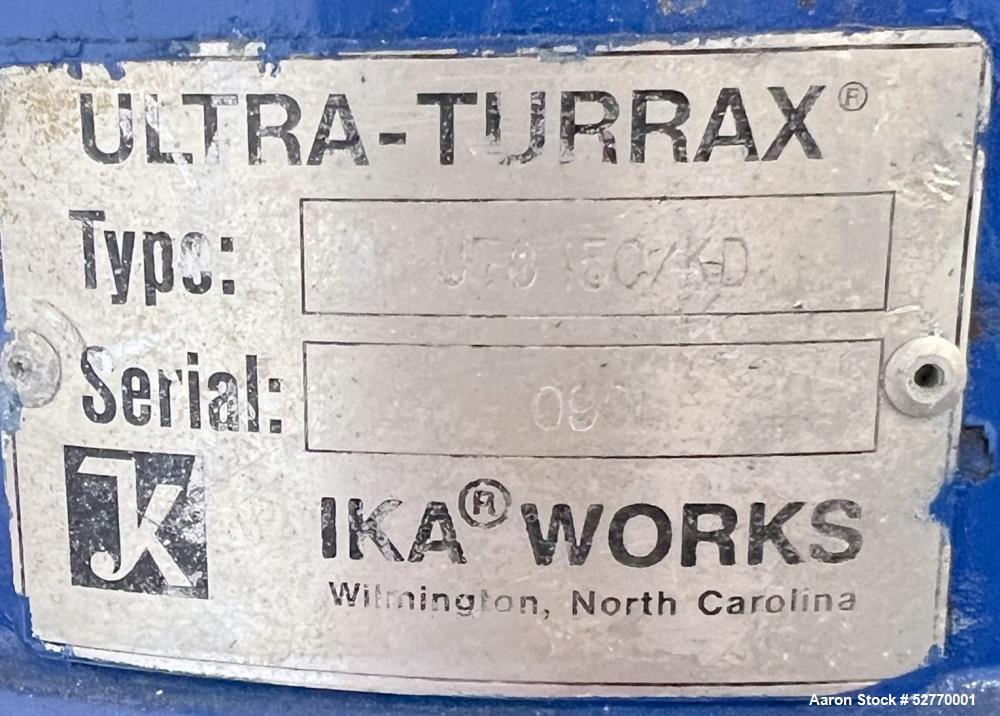 ULTRA-TURRAX®
Type:
Serial:
IKA® WORKS
Wilmington, North Carolina
Aaron Stock # 52770001